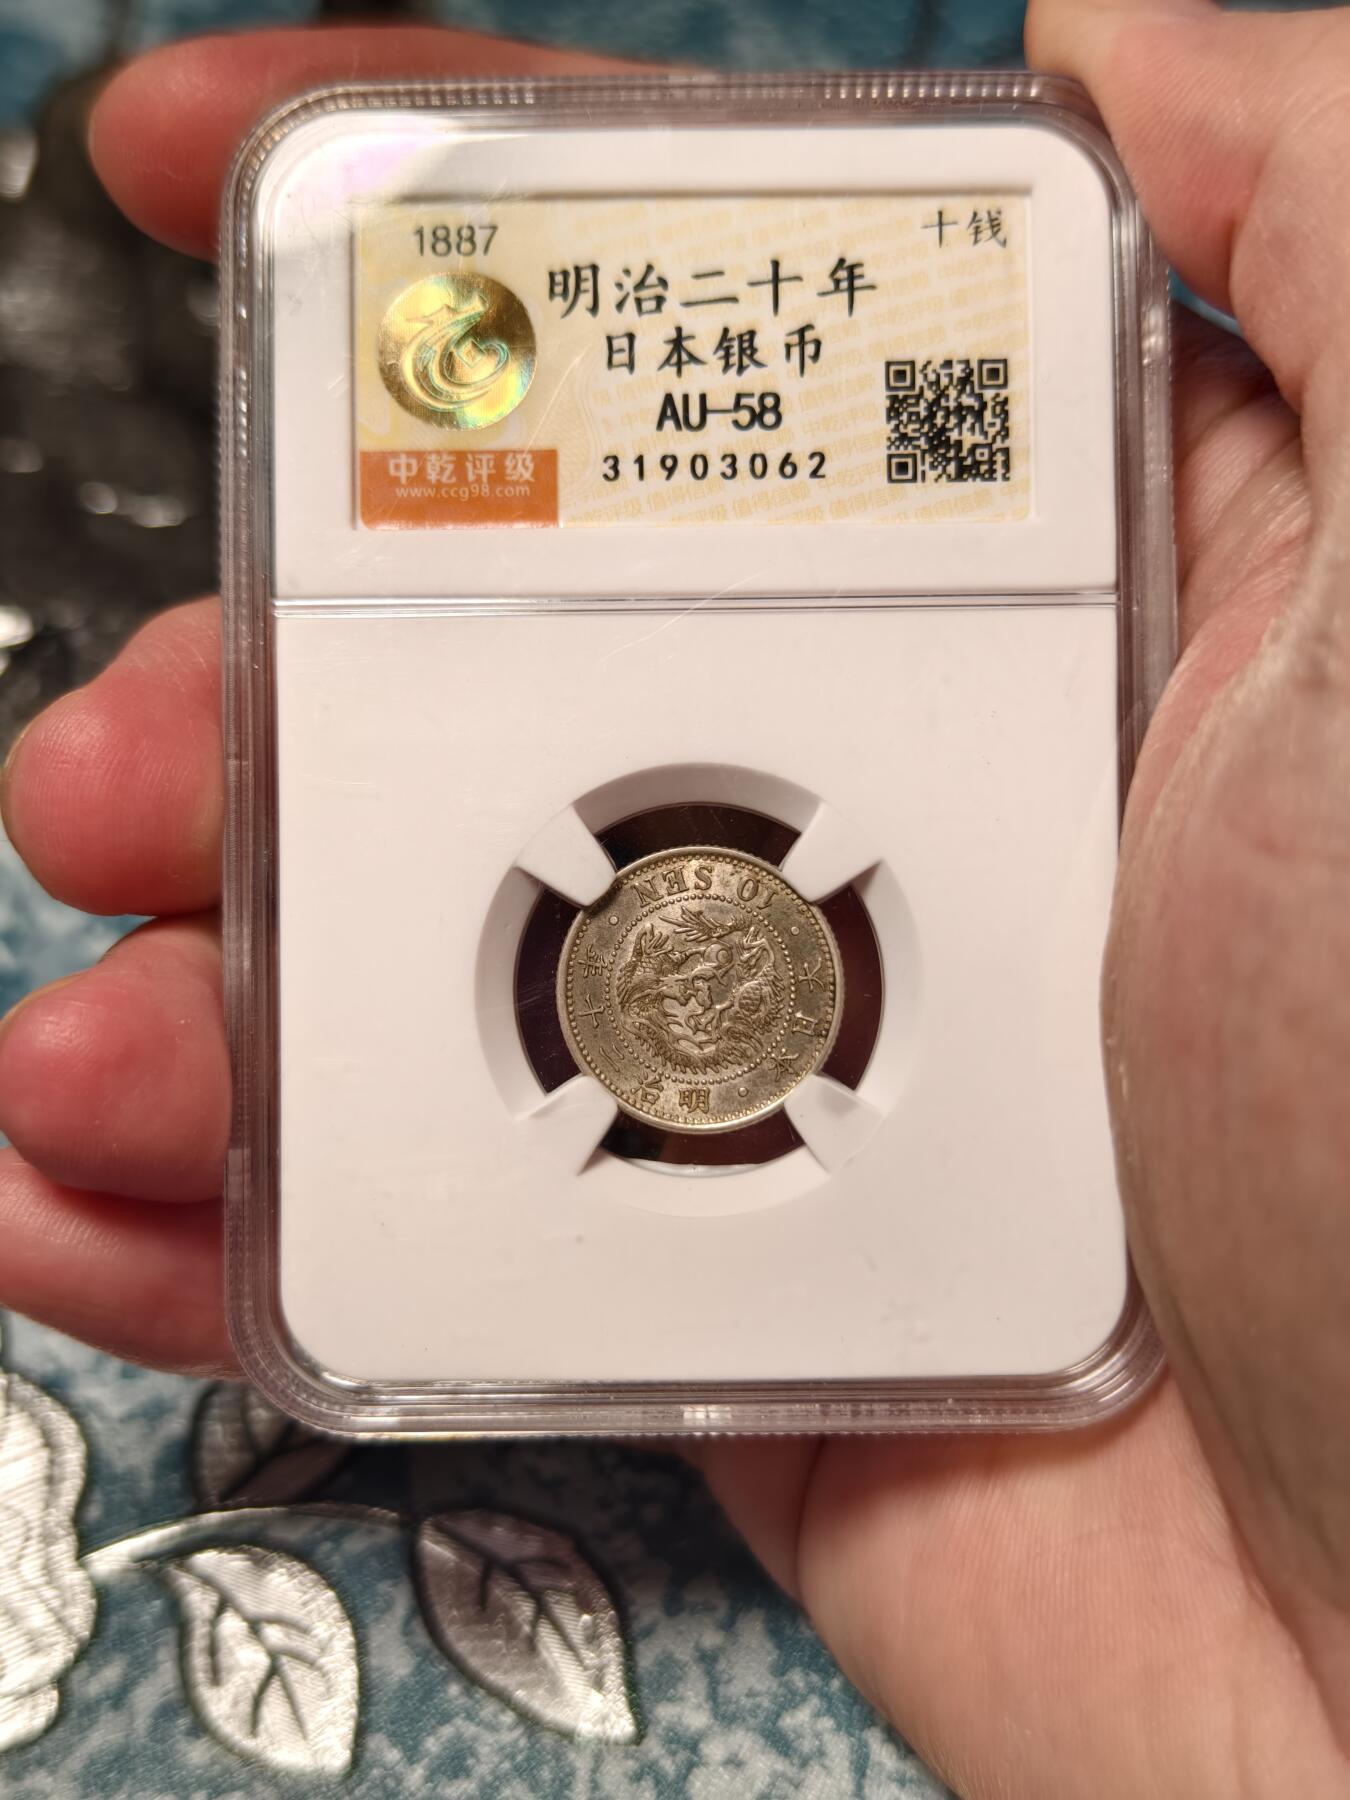 1887
十钱
明治二十年
日本银币
AU-58
31903062
中乾评级
www.ccg98.com
大日本 · 明治二十年 · 10 SEN ·